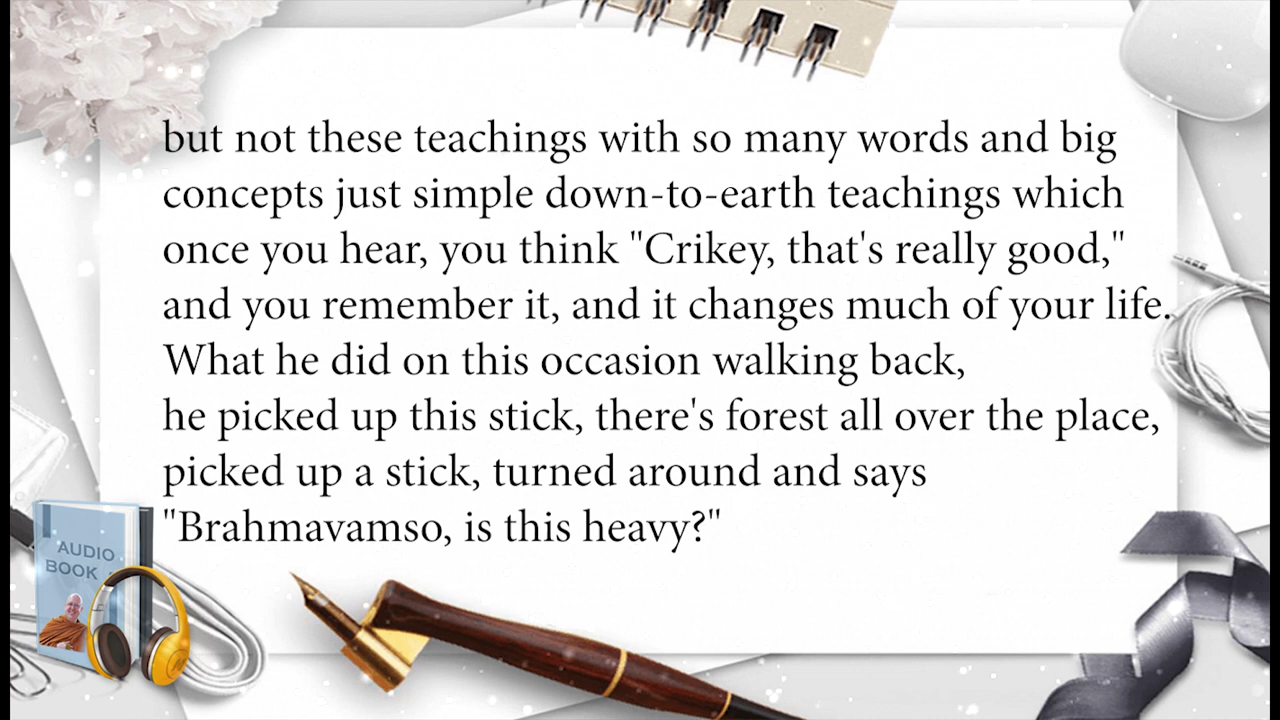 but not these teachings with so many words and big
concepts just simple down-to-earth teachings which
once you hear, you think "Crikey, that's really good,"
and you remember it, and it changes much of your life.
What he did on this occasion walking back,
he picked up this stick, there's forest all over the place,
picked up a stick, turned around and says
"Brahmavamso, is this heavy?"
AUDIO
BOOK